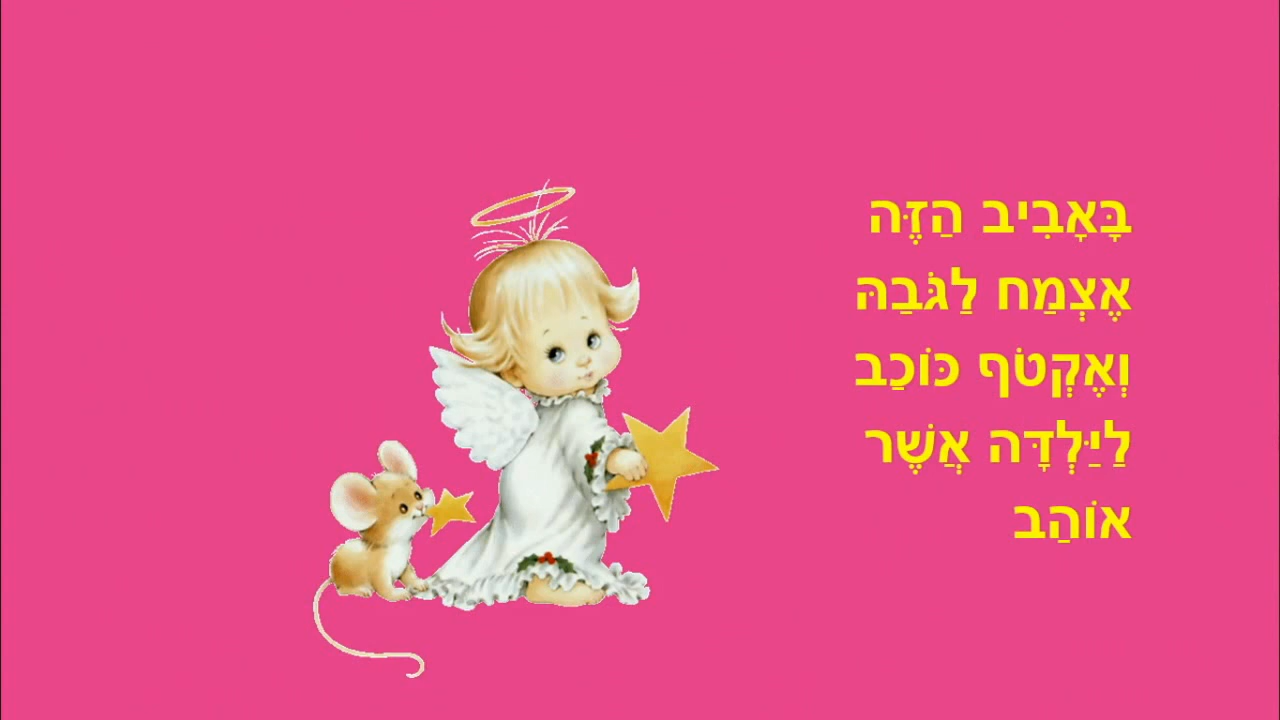 בָּאָבִיב הַזֶּה
אֶצְמַח לַגֹּבַהּ
וְאֶקְטֹף כּוֹכַב
לַיַּלְדָּה אֲשֶׁר
אוֹהַב